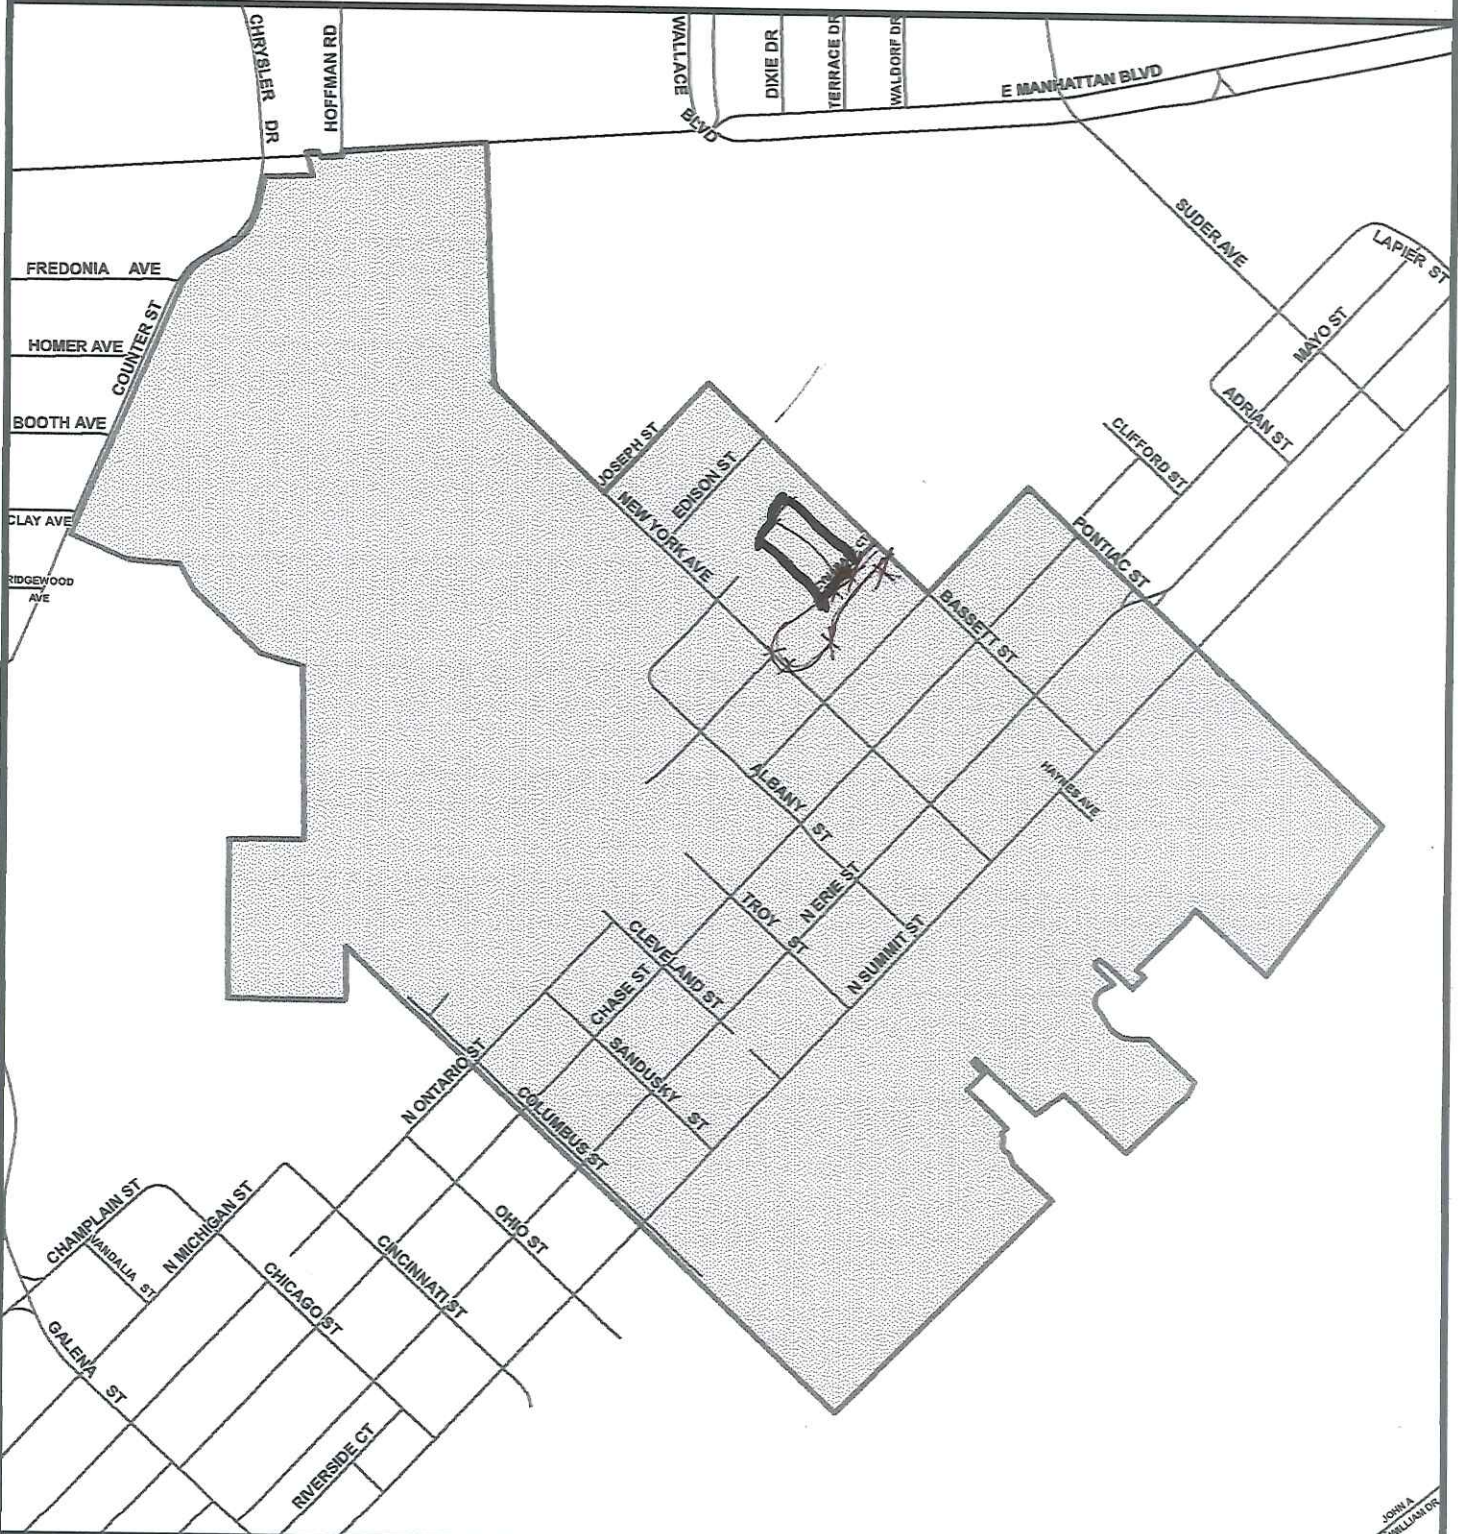 CHRYSLER DR
HOFFMAN RD
WALLACE
BLVD
DIXIE DR
TERRACE DR
WALDORF DR
E MANHATTAN BLVD
SUDER AVE
LAPIER ST
FREDONIA AVE
COUNTER ST
HOMER AVE
MAYO ST
BOOTH AVE
ADRIAN ST
JOSEPH ST
CLIFFORD ST
EDISON ST
CLAY AVE
NEW YORK AVE
PONTIAC ST
RIDGEWOOD
AVE
BASSETT ST
ALBANY ST
HAYNES AVE
TROY ST
N ERIE ST
CLEVELAND ST
N SUMMIT ST
CHASE ST
SANDUSKY ST
N ONTARIO ST
COLUMBUS ST
CHAMPLAIN ST
VANDALIA ST
N MICHIGAN ST
OHIO ST
CINCINNATI ST
CHICAGO ST
GALENA ST
RIVERSIDE CT
JOHN A
WILLIAM DR